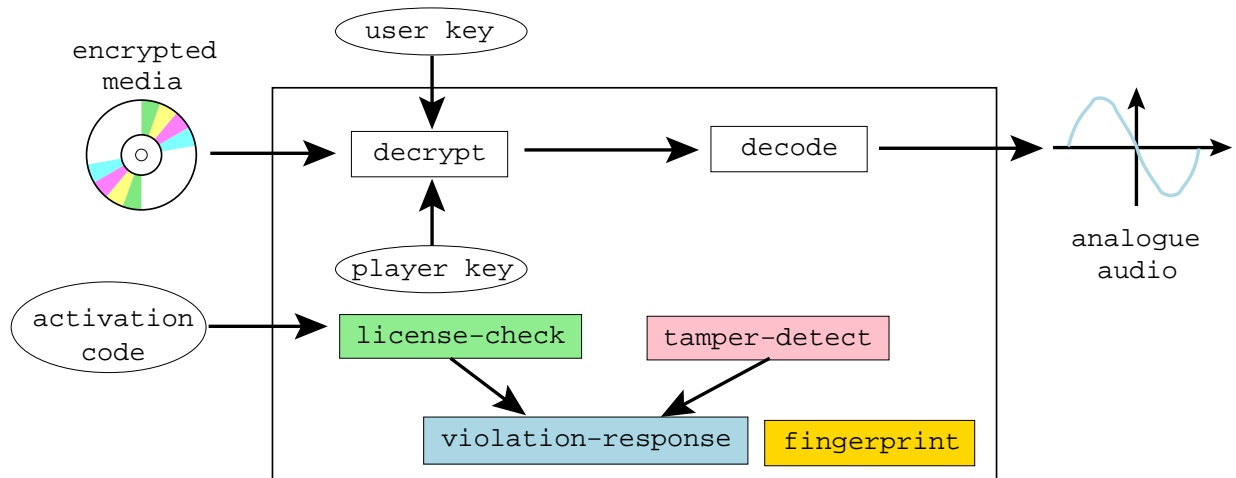 user key
encrypted
media
decrypt
decode
player key
analogue
audio
activation
code
license-check
tamper-detect
violation-response
fingerprint